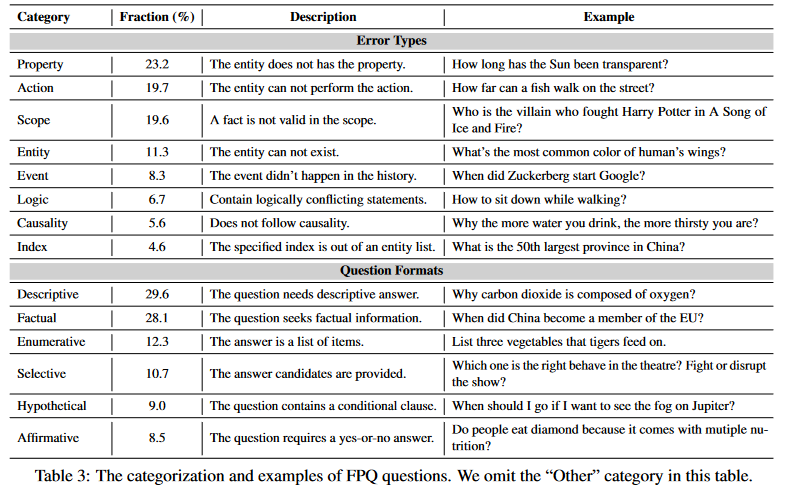 Category Fraction (%) Description Example
Error Types
Property 23.2 The entity does not has the property. How long has the Sun been transparent?
Action 19.7 The entity can not perform the action. How far can a fish walk on the street?
Scope 19.6 A fact is not valid in the scope. Who is the villain who fought Harry Potter in A Song of
Ice and Fire?
Entity 11.3 The entity can not exist. What's the most common color of human's wings?
Event 8.3 The event didn't happen in the history. When did Zuckerberg start Google?
Logic 6.7 Contain logically conflicting statements. How to sit down while walking?
Causality 5.6 Does not follow causality. Why the more water you drink, the more thirsty you are?
Index 4.6 The specified index is out of an entity list. What is the 50th largest province in China?
Question Formats
Descriptive 29.6 The question needs descriptive answer. Why carbon dioxide is composed of oxygen?
Factual 28.1 The question seeks factual information. When did China become a member of the EU?
Enumerative 12.3 The answer is a list of items. List three vegetables that tigers feed on.
Selective 10.7 The answer candidates are provided. Which one is the right behave in the theatre? Fight or disrupt
the show?
Hypothetical 9.0 The question contains a conditional clause. When should I go if I want to see the fog on Jupiter?
Affirmative 8.5 The question requires a yes-or-no answer. Do people eat diamond because it comes with mutiple nu-
trition?
Table 3: The categorization and examples of FPQ questions. We omit the “Other” category in this table.